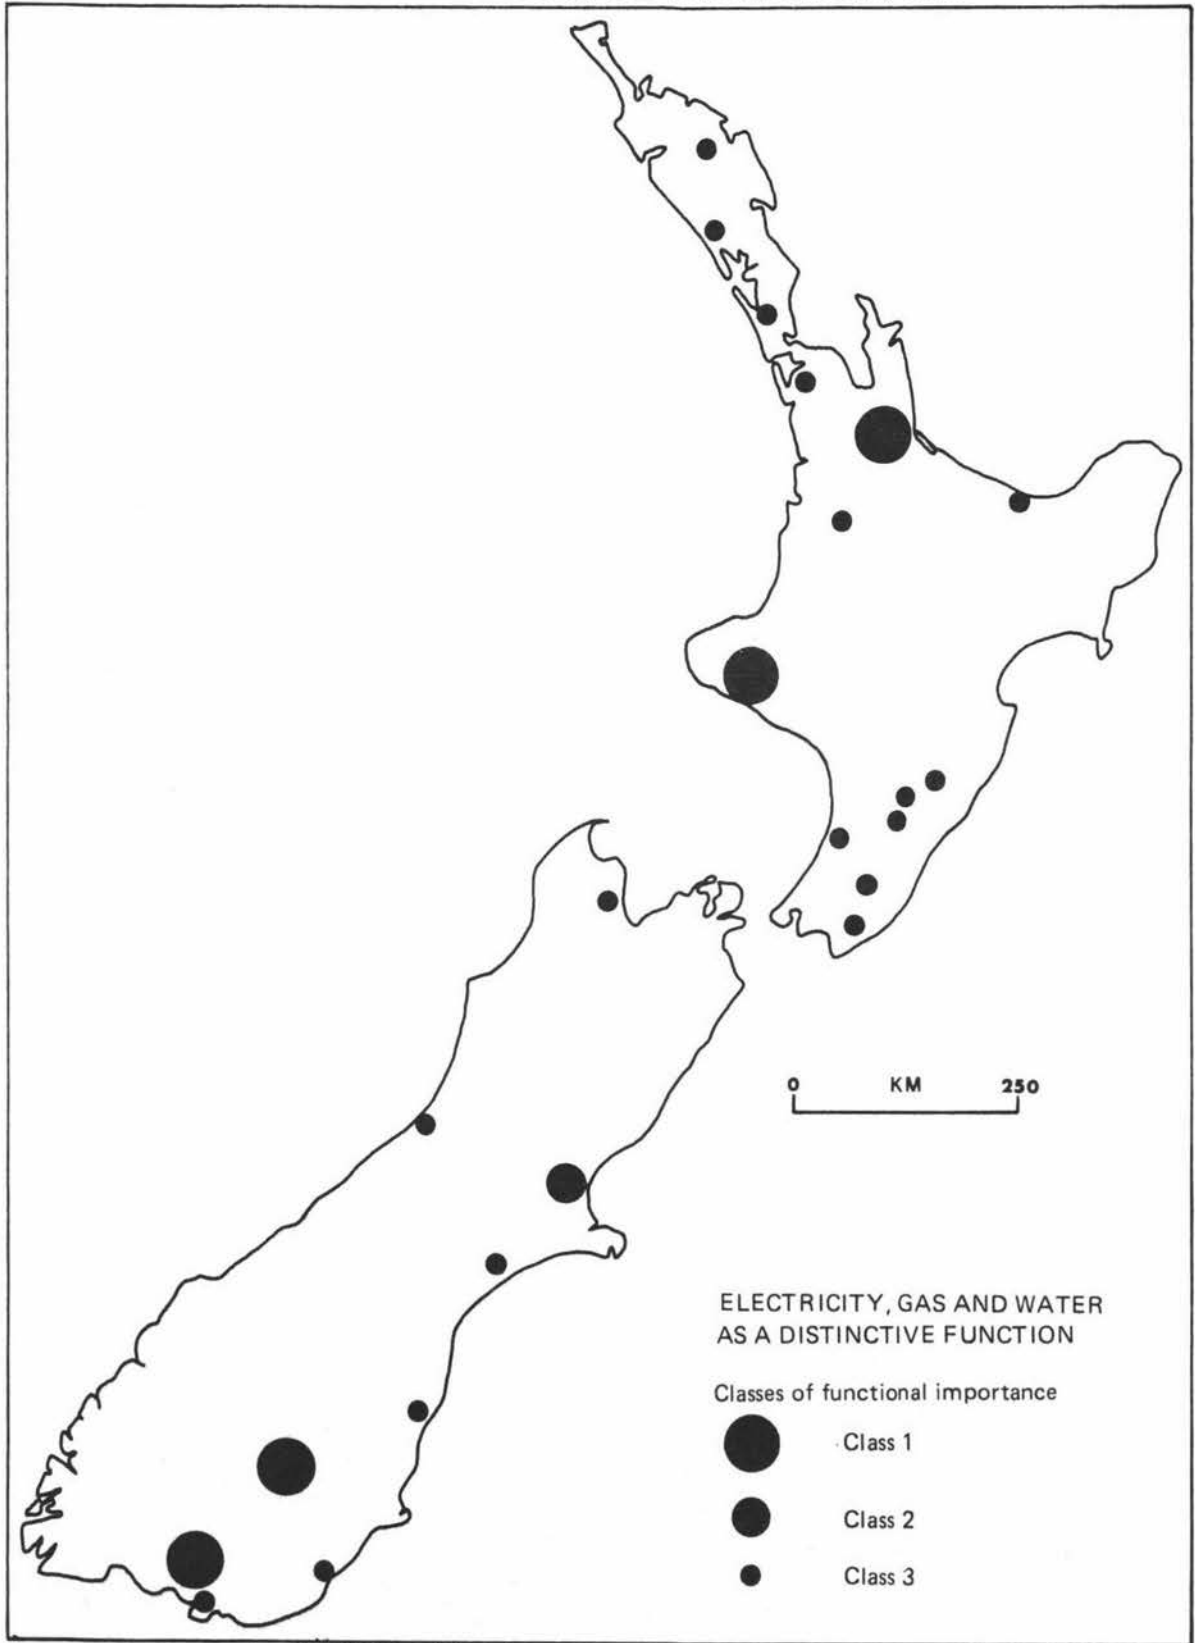 0 KM 250
ELECTRICITY, GAS AND WATER
AS A DISTINCTIVE FUNCTION
Classes of functional importance
Class 1
Class 2
Class 3